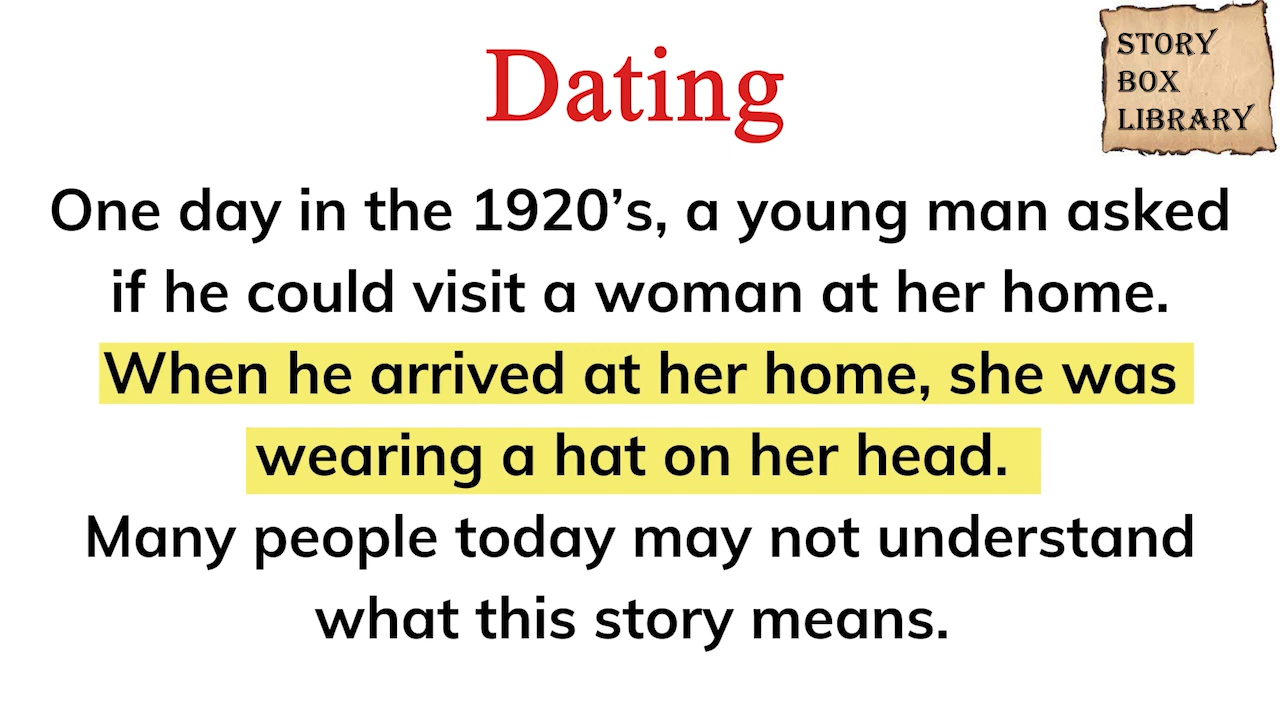 Dating
STORY
BOX
LIBRARY
One day in the 1920’s, a young man asked
if he could visit a woman at her home.
When he arrived at her home, she was
wearing a hat on her head.
Many people today may not understand
what this story means.